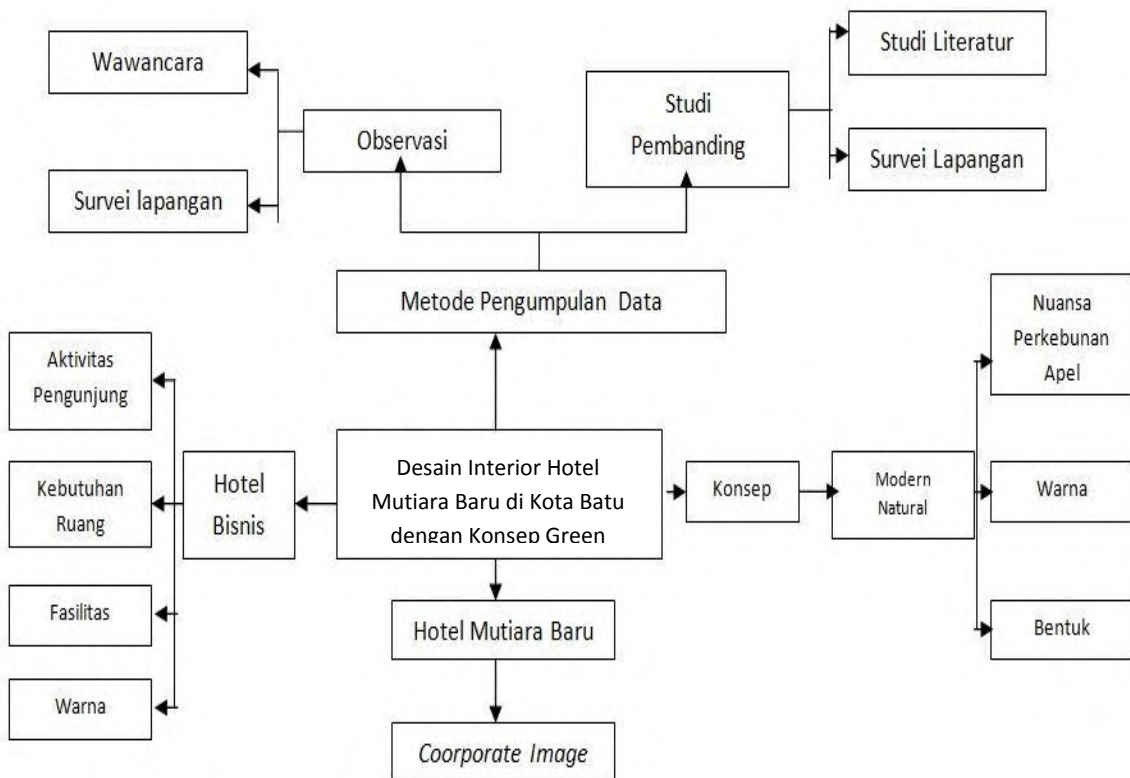 Wawancara
Studi Literatur
Studi
Pembanding
Observasi
Survei Lapangan
Survei lapangan
Metode Pengumpulan Data
Nuansa
Perkebunan
Apel
Aktivitas
Pengunjung
Desain Interior Hotel
Mutiara Baru di Kota Batu
dengan Konsep Green
Hotel
Bisnis
Kebutuhan
Ruang
Konsep
Modern
Natural
Warna
Fasilitas
Hotel Mutiara Baru
Bentuk
Warna
Coorporate Image